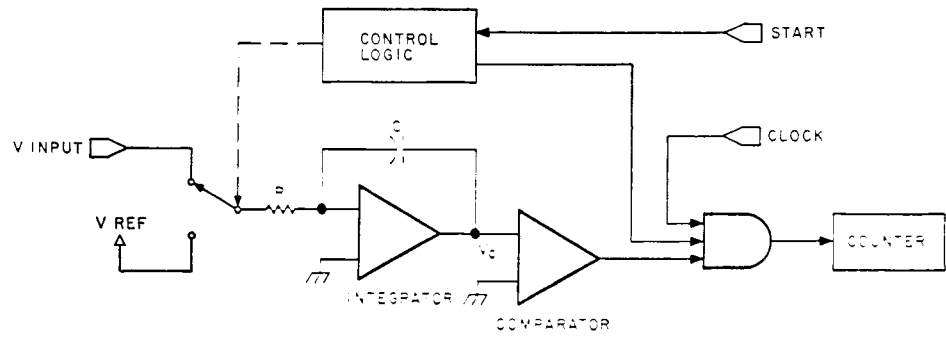 CONTROL
LOGIC
START
V INPUT
CLOCK
C
R
V REF
COUNTER
INTEGRATOR
COMPARATOR